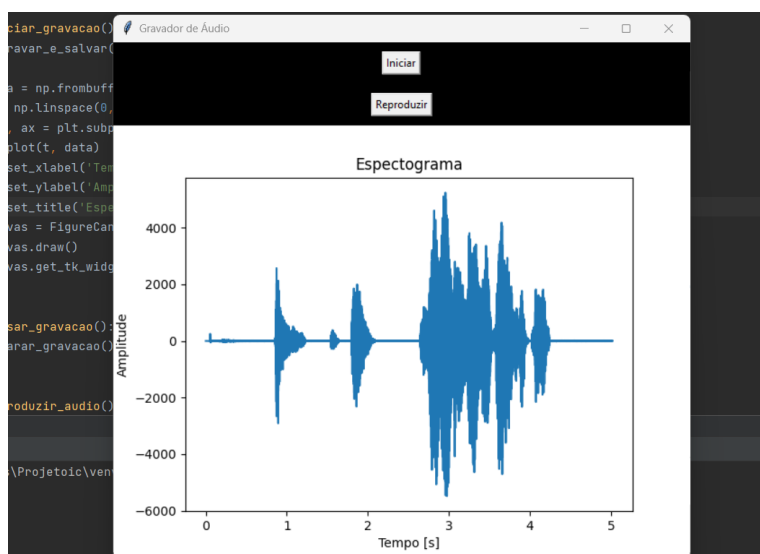 Gravador de Áudio
Iniciar
Reproduzir
ciar_gravacao()
ravar_e_salvar(
a = np.frombuff
np.linspace(0,
, ax = plt.subp
plot(t, data)
set_xlabel('Tem
set_ylabel('Amp
set_title('Espe
vas = FigureCan
vas.draw()
vas.get_tk_widg
sar_gravacao():
arar_gravacao()
roduzir_audio()
s\Projetoic\ven
Espectograma
Amplitude
4000
2000
0
−2000
−4000
−6000
0 1 2 3 4 5
Tempo [s]